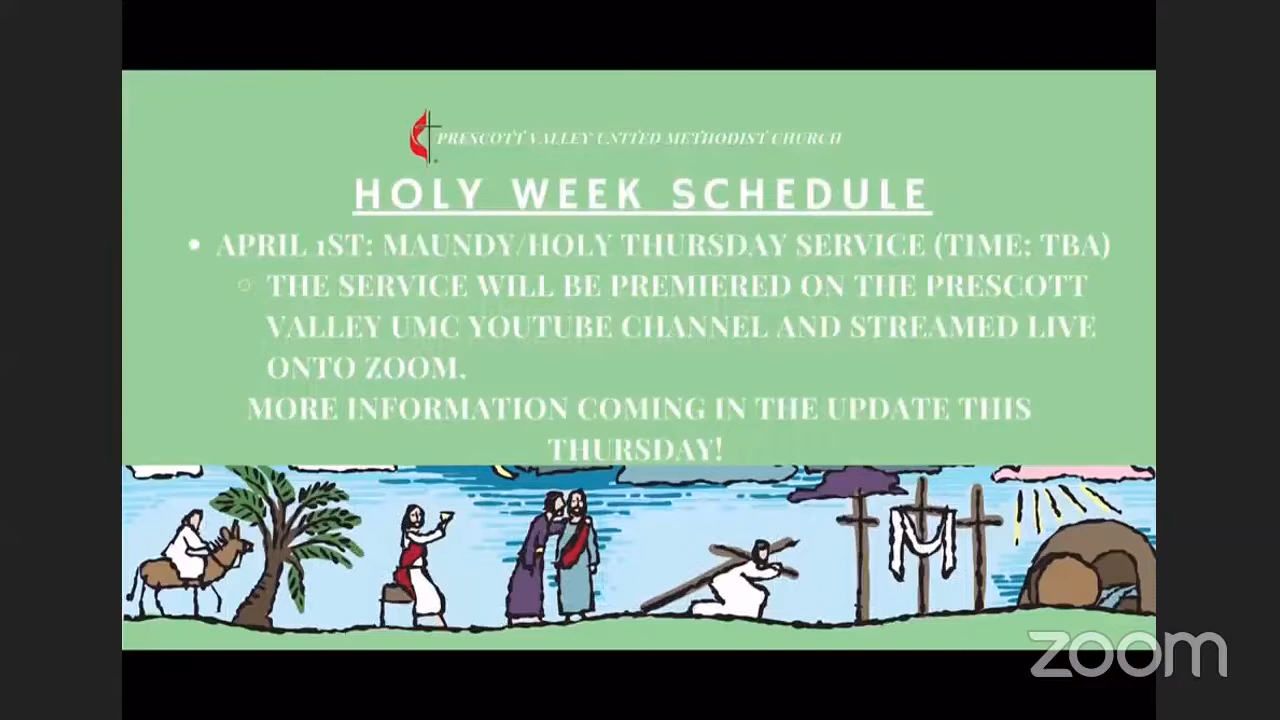 PRESCOTT VALLEY UNITED METHODIST CHURCH
HOLY WEEK SCHEDULE
• APRIL 1ST: MAUNDY/HOLY THURSDAY SERVICE (TIME: TBA)
○ THE SERVICE WILL BE PREMIERED ON THE PRESCOTT
VALLEY UMC YOUTUBE CHANNEL AND STREAMED LIVE
ONTO ZOOM.
MORE INFORMATION COMING IN THE UPDATE THIS
THURSDAY!
zoom